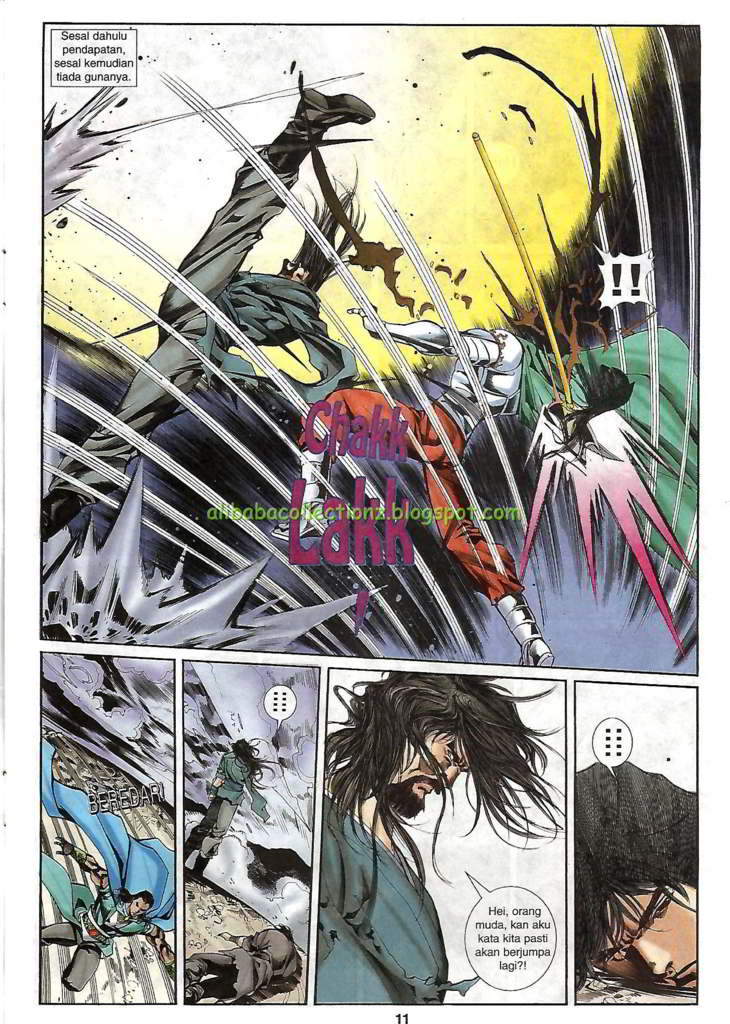 Sesal dahulu
pendapatan,
sesal kemudian
tiada gunanya.
!!
Chakk
Lakk
!
alibabacollectionz.blogspot.com
BEREDAR!
Hei, orang
muda, kan aku
kata kita pasti
akan berjumpa
lagi?!
11